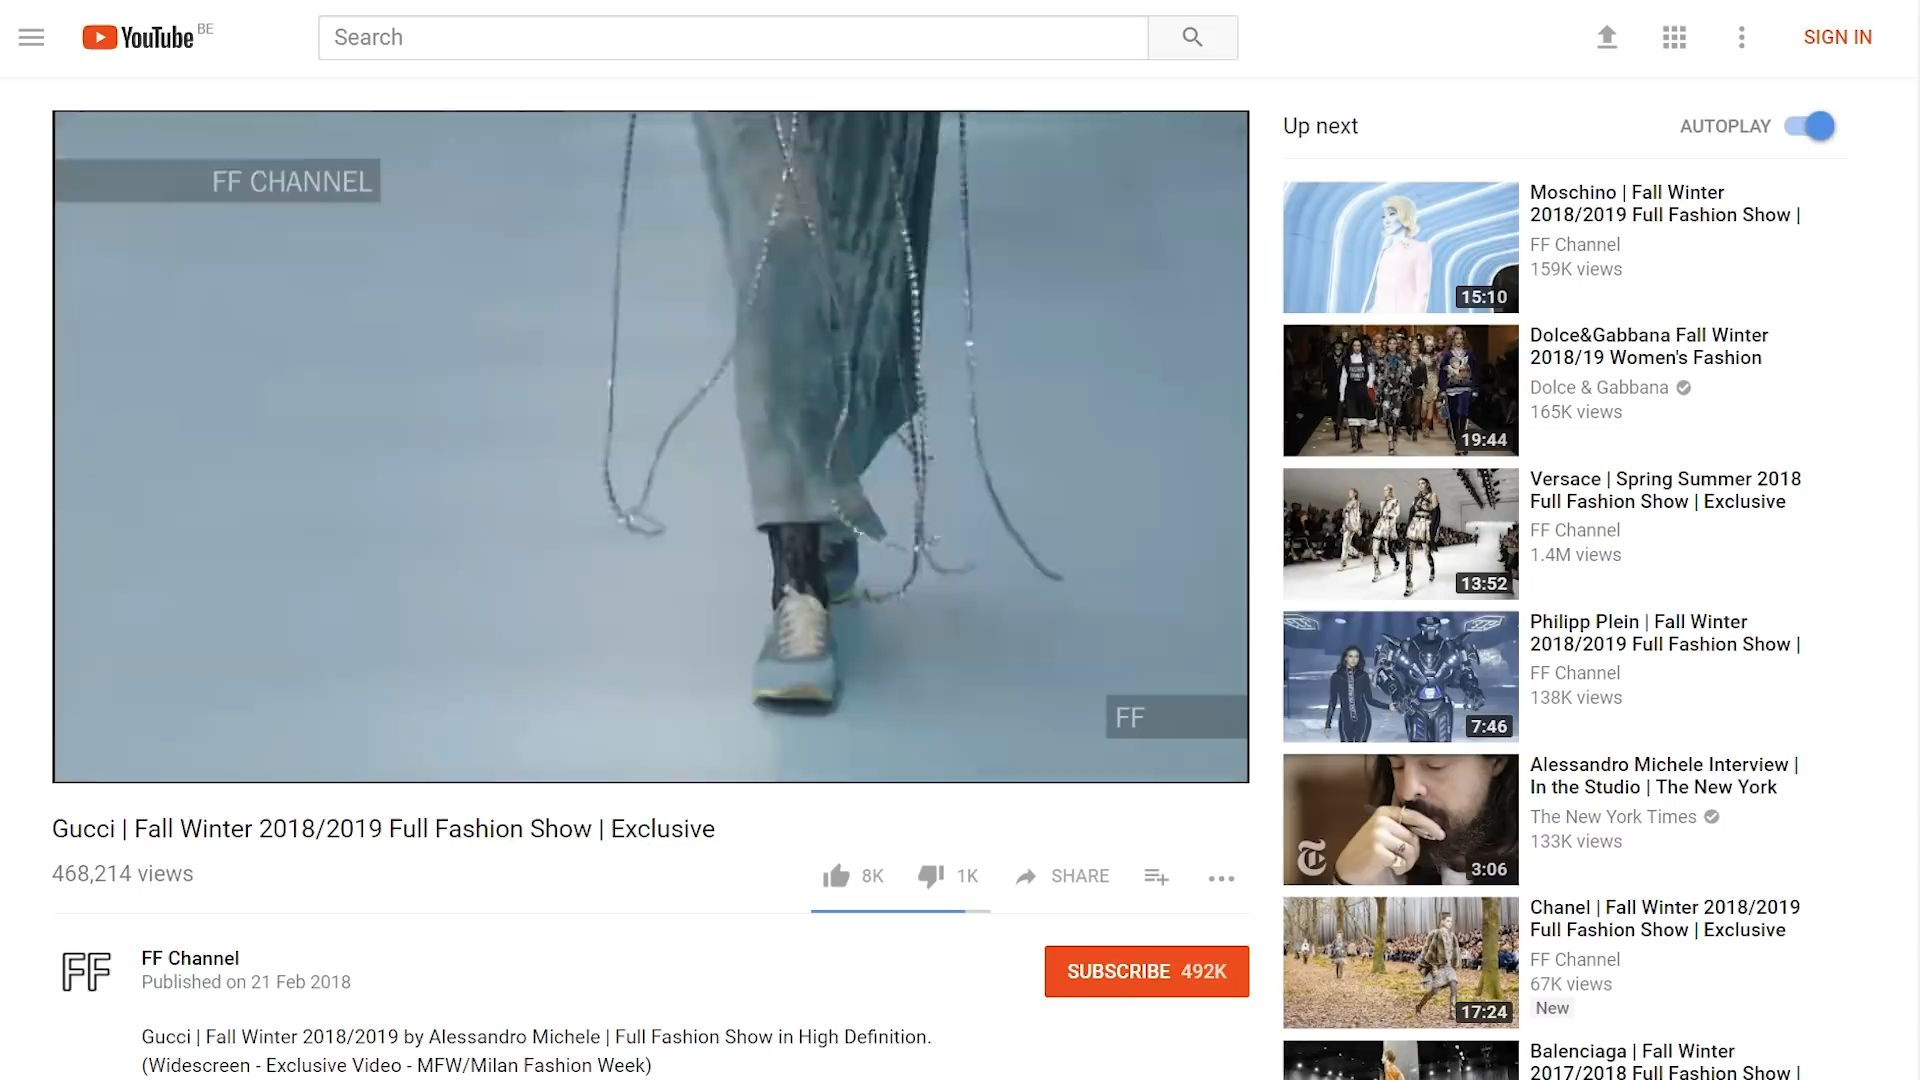 YouTube BE
Search
SIGN IN
FF CHANNEL
FF
Gucci | Fall Winter 2018/2019 Full Fashion Show | Exclusive
468,214 views
8K
1K
SHARE
FF
FF Channel
Published on 21 Feb 2018
SUBSCRIBE 492K
Gucci | Fall Winter 2018/2019 by Alessandro Michele | Full Fashion Show in High Definition.
(Widescreen - Exclusive Video - MFW/Milan Fashion Week)
Up next
AUTOPLAY
15:10
Moschino | Fall Winter
2018/2019 Full Fashion Show |
FF Channel
159K views
19:44
Dolce&Gabbana Fall Winter
2018/19 Women's Fashion
Dolce & Gabbana
165K views
13:52
Versace | Spring Summer 2018
Full Fashion Show | Exclusive
FF Channel
1.4M views
7:46
Philipp Plein | Fall Winter
2018/2019 Full Fashion Show |
FF Channel
138K views
T
3:06
Alessandro Michele Interview |
In the Studio | The New York
The New York Times
133K views
17:24
Chanel | Fall Winter 2018/2019
Full Fashion Show | Exclusive
FF Channel
67K views
New
Balenciaga | Fall Winter
2017/2018 Full Fashion Show |